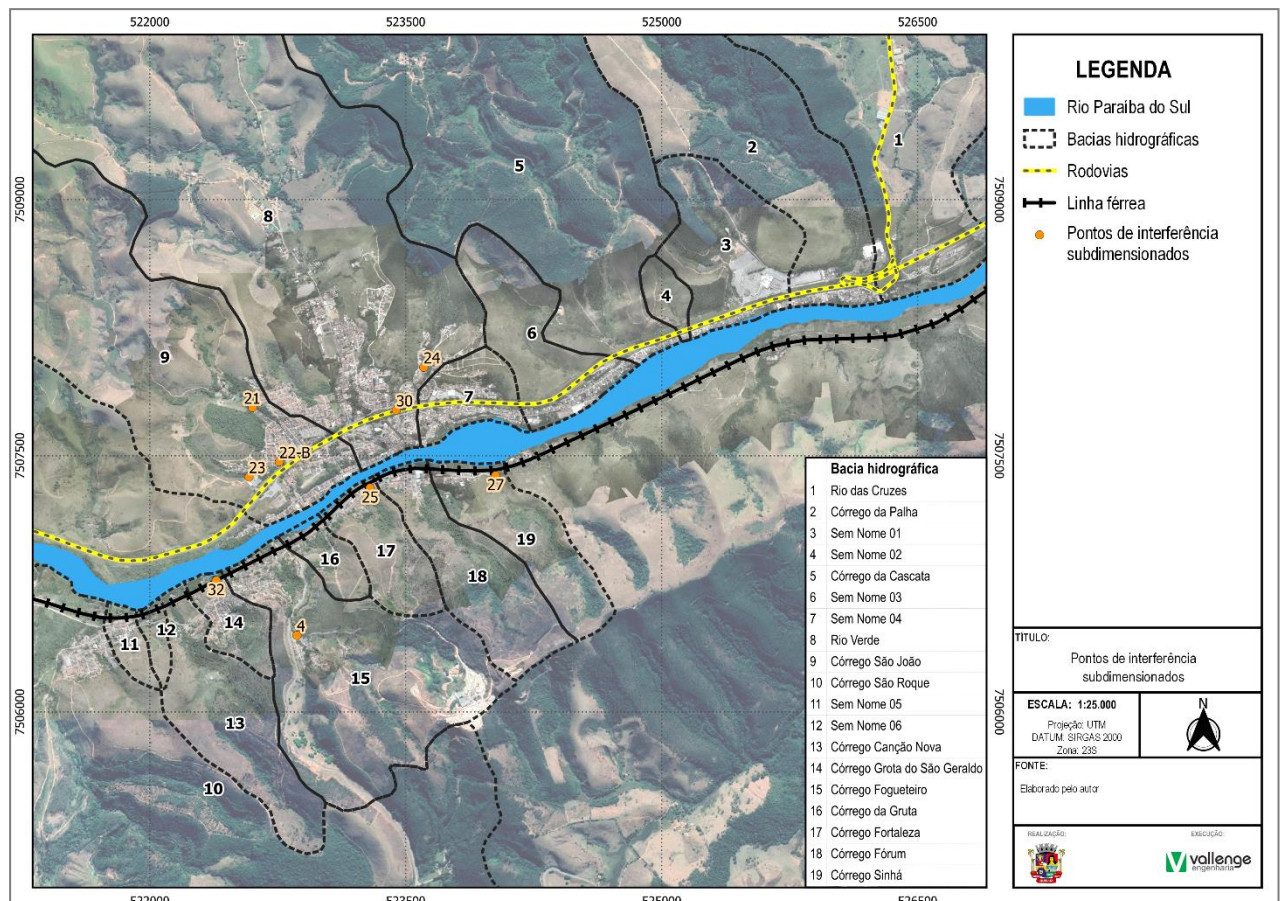 522000 523500 525000 526500
7509000
7507500
7506000
7509000
7507500
7506000
1
2
5
8
3
4
6
9
24
21
30
7
22-B
23
25
27
16
17
19
18
32
14
4
12
11
15
13
10
Bacia hidrográfica
1 Rio das Cruzes
2 Córrego da Palha
3 Sem Nome 01
4 Sem Nome 02
5 Córrego da Cascata
6 Sem Nome 03
7 Sem Nome 04
8 Rio Verde
9 Córrego São João
10 Córrego São Roque
11 Sem Nome 05
12 Sem Nome 06
13 Córrego Canção Nova
14 Córrego Grota do São Geraldo
15 Córrego Fogueteiro
16 Córrego da Gruta
17 Córrego Fortaleza
18 Córrego Fórum
19 Córrego Sinhá
522000 523500 525000 526500
LEGENDA
Rio Paraíba do Sul
Bacias hidrográficas
Rodovias
Linha férrea
Pontos de interferência
subdimensionados
TÍTULO:
Pontos de interferência
subdimensionados
ESCALA: 1:25.000
Projeção: UTM
DATUM: SIRGAS 2000
Zona: 23S
N
FONTE:
Elaborado pelo autor
REALIZAÇÃO:
EXECUÇÃO:
vallenge
engenharia